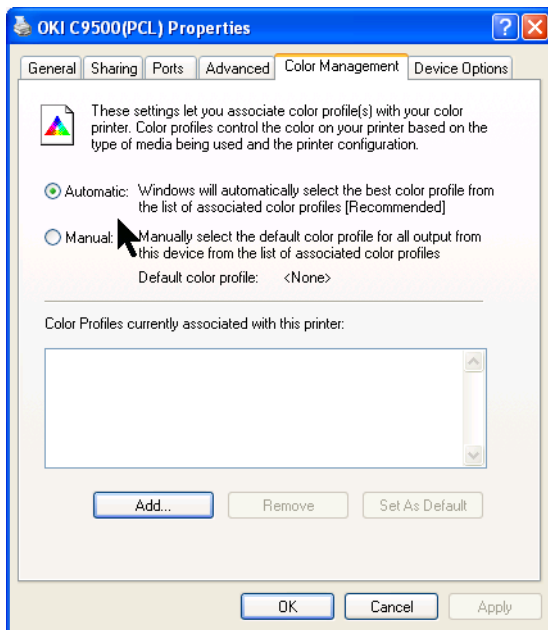 OKI C9500(PCL) Properties
General Sharing Ports Advanced Color Management Device Options
These settings let you associate color profile(s) with your color
printer. Color profiles control the color on your printer based on the
type of media being used and the printer configuration.
Automatic: Windows will automatically select the best color profile from
the list of associated color profiles [Recommended]
Manual: Manually select the default color profile for all output from
this device from the list of associated color profiles
Default color profile: <None>
Color Profiles currently associated with this printer:
Add... Remove Set As Default
OK Cancel Apply